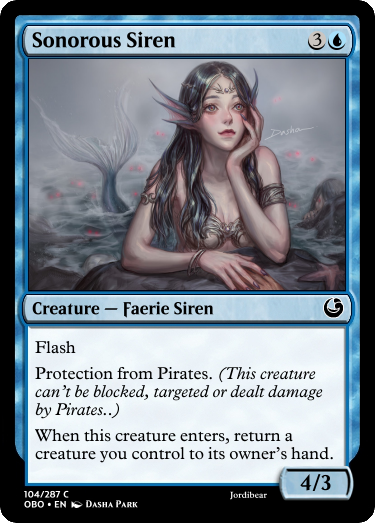 Sonorous Siren 3
Dasha
Creature — Faerie Siren
Flash
Protection from Pirates. (This creature
can't be blocked, targeted or dealt damage
by Pirates..)
When this creature enters, return a
creature you control to its owner's hand.
4/3
104/287 C
OBO • EN Dasha Park
Jordibear